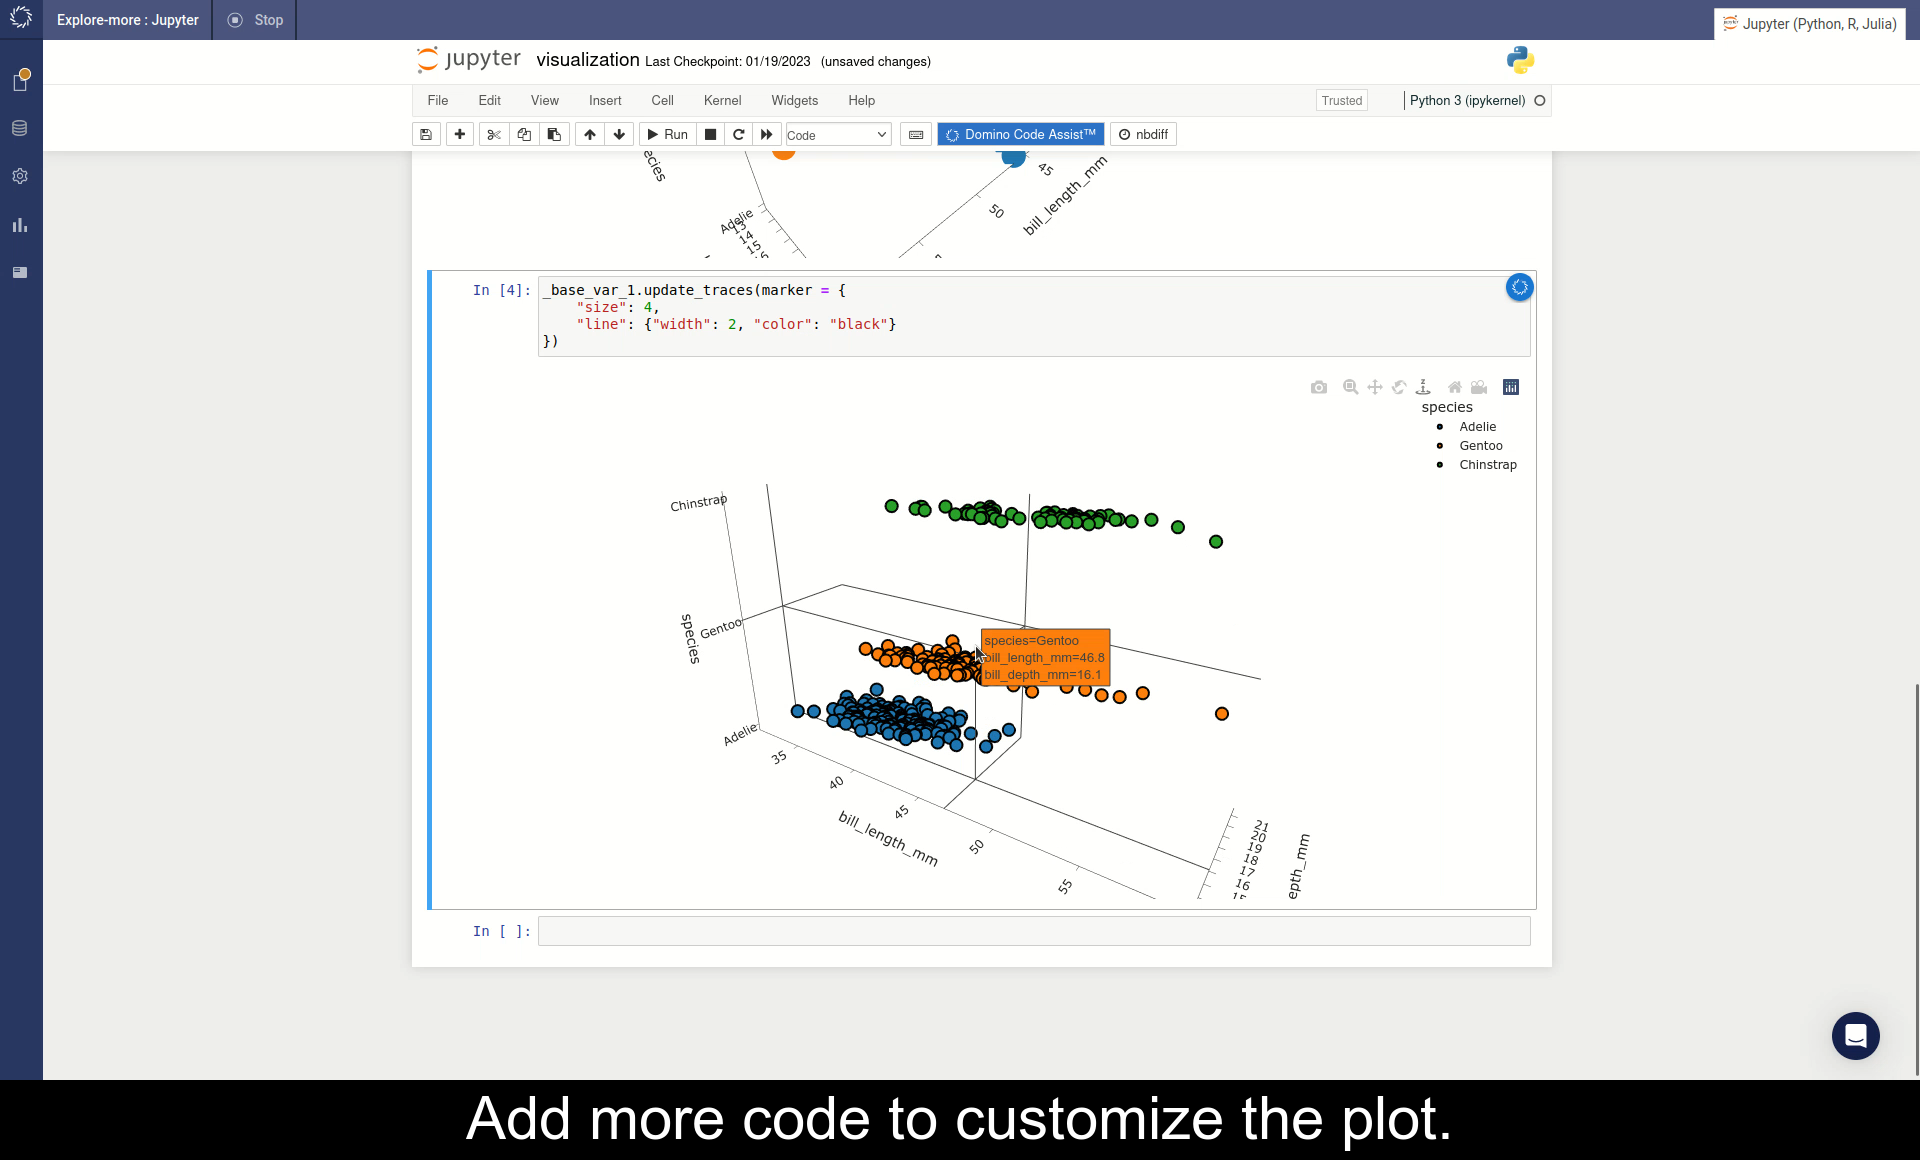 Explore-more : Jupyter
Stop
Jupyter (Python, R, Julia)
jupyter visualization Last Checkpoint: 01/19/2023 (unsaved changes)
File Edit View Insert Cell Kernel Widgets Help
Trusted
Python 3 (ipykernel)
Run
Code
Domino Code Assist™
nbdiff
Adelie
13
14
15
45
50
bill_length_mm
In [4]:
_base_var_1.update_traces(marker = {
"size": 4,
"line": {"width": 2, "color": "black"}
})
species
Adelie
Gentoo
Chinstrap
Chinstrap
Gentoo
Adelie
species
species=Gentoo
bill_length_mm=46.8
bill_depth_mm=16.1
35
40
45
50
55
bill_length_mm
21
20
19
18
17
16
epth_mm
In [ ]:
Add more code to customize the plot.